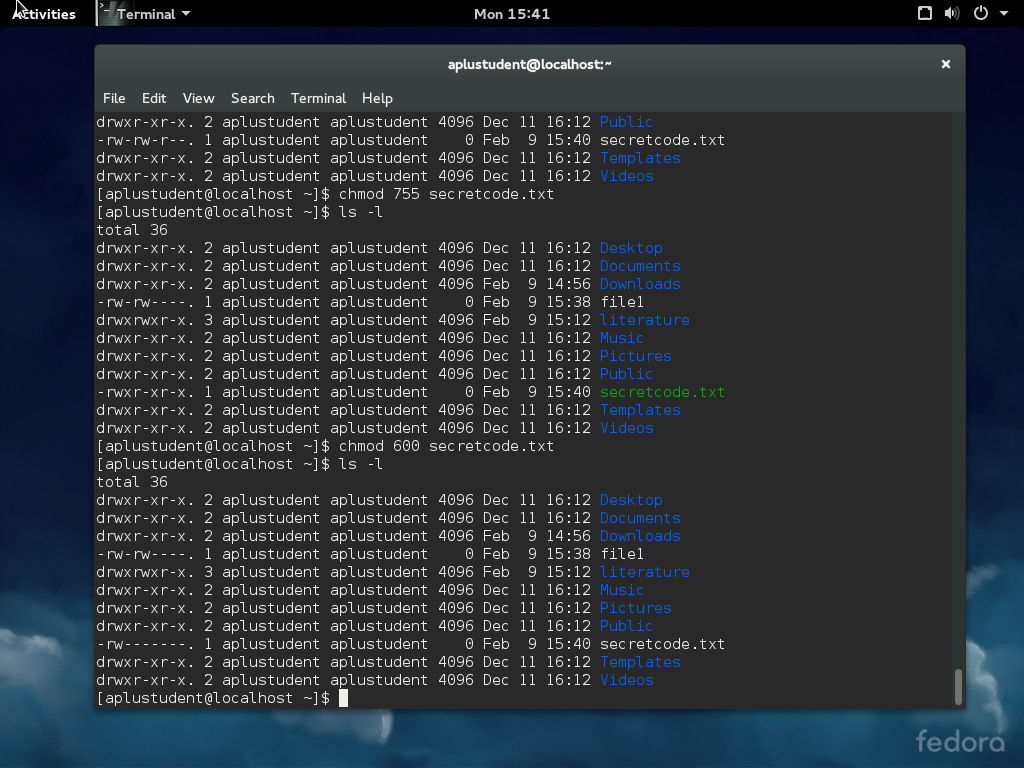 Activities Terminal Mon 15:41
aplustudent@localhost:~
File Edit View Search Terminal Help
drwxr-xr-x. 2 aplustudent aplustudent 4096 Dec 11 16:12 Public
-rw-rw-r--. 1 aplustudent aplustudent    0 Feb  9 15:40 secretcode.txt
drwxr-xr-x. 2 aplustudent aplustudent 4096 Dec 11 16:12 Templates
drwxr-xr-x. 2 aplustudent aplustudent 4096 Dec 11 16:12 Videos
[aplustudent@localhost ~]$ chmod 755 secretcode.txt
[aplustudent@localhost ~]$ ls -l
total 36
drwxr-xr-x. 2 aplustudent aplustudent 4096 Dec 11 16:12 Desktop
drwxr-xr-x. 2 aplustudent aplustudent 4096 Dec 11 16:12 Documents
drwxr-xr-x. 2 aplustudent aplustudent 4096 Feb  9 14:56 Downloads
-rw-rw----. 1 aplustudent aplustudent    0 Feb  9 15:38 file1
drwxrwxr-x. 3 aplustudent aplustudent 4096 Feb  9 15:12 literature
drwxr-xr-x. 2 aplustudent aplustudent 4096 Dec 11 16:12 Music
drwxr-xr-x. 2 aplustudent aplustudent 4096 Dec 11 16:12 Pictures
drwxr-xr-x. 2 aplustudent aplustudent 4096 Dec 11 16:12 Public
-rwxr-xr-x. 1 aplustudent aplustudent    0 Feb  9 15:40 secretcode.txt
drwxr-xr-x. 2 aplustudent aplustudent 4096 Dec 11 16:12 Templates
drwxr-xr-x. 2 aplustudent aplustudent 4096 Dec 11 16:12 Videos
[aplustudent@localhost ~]$ chmod 600 secretcode.txt
[aplustudent@localhost ~]$ ls -l
total 36
drwxr-xr-x. 2 aplustudent aplustudent 4096 Dec 11 16:12 Desktop
drwxr-xr-x. 2 aplustudent aplustudent 4096 Dec 11 16:12 Documents
drwxr-xr-x. 2 aplustudent aplustudent 4096 Feb  9 14:56 Downloads
-rw-rw----. 1 aplustudent aplustudent    0 Feb  9 15:38 file1
drwxrwxr-x. 3 aplustudent aplustudent 4096 Feb  9 15:12 literature
drwxr-xr-x. 2 aplustudent aplustudent 4096 Dec 11 16:12 Music
drwxr-xr-x. 2 aplustudent aplustudent 4096 Dec 11 16:12 Pictures
drwxr-xr-x. 2 aplustudent aplustudent 4096 Dec 11 16:12 Public
-rw-------. 1 aplustudent aplustudent    0 Feb  9 15:40 secretcode.txt
drwxr-xr-x. 2 aplustudent aplustudent 4096 Dec 11 16:12 Templates
drwxr-xr-x. 2 aplustudent aplustudent 4096 Dec 11 16:12 Videos
[aplustudent@localhost ~]$
fedora